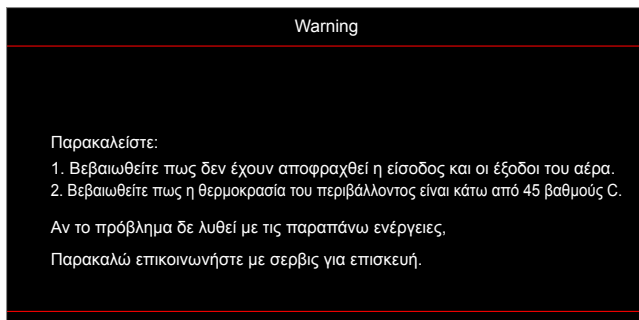 Warning
Παρακαλείστε:
1. Βεβαιωθείτε πως δεν έχουν αποφραχθεί η είσοδος και οι έξοδοι του αέρα.
2. Βεβαιωθείτε πως η θερμοκρασία του περιβάλλοντος είναι κάτω από 45 βαθμούς C.
Αν το πρόβλημα δε λυθεί με τις παραπάνω ενέργειες,
Παρακαλώ επικοινωνήστε με σερβις για επισκευή.